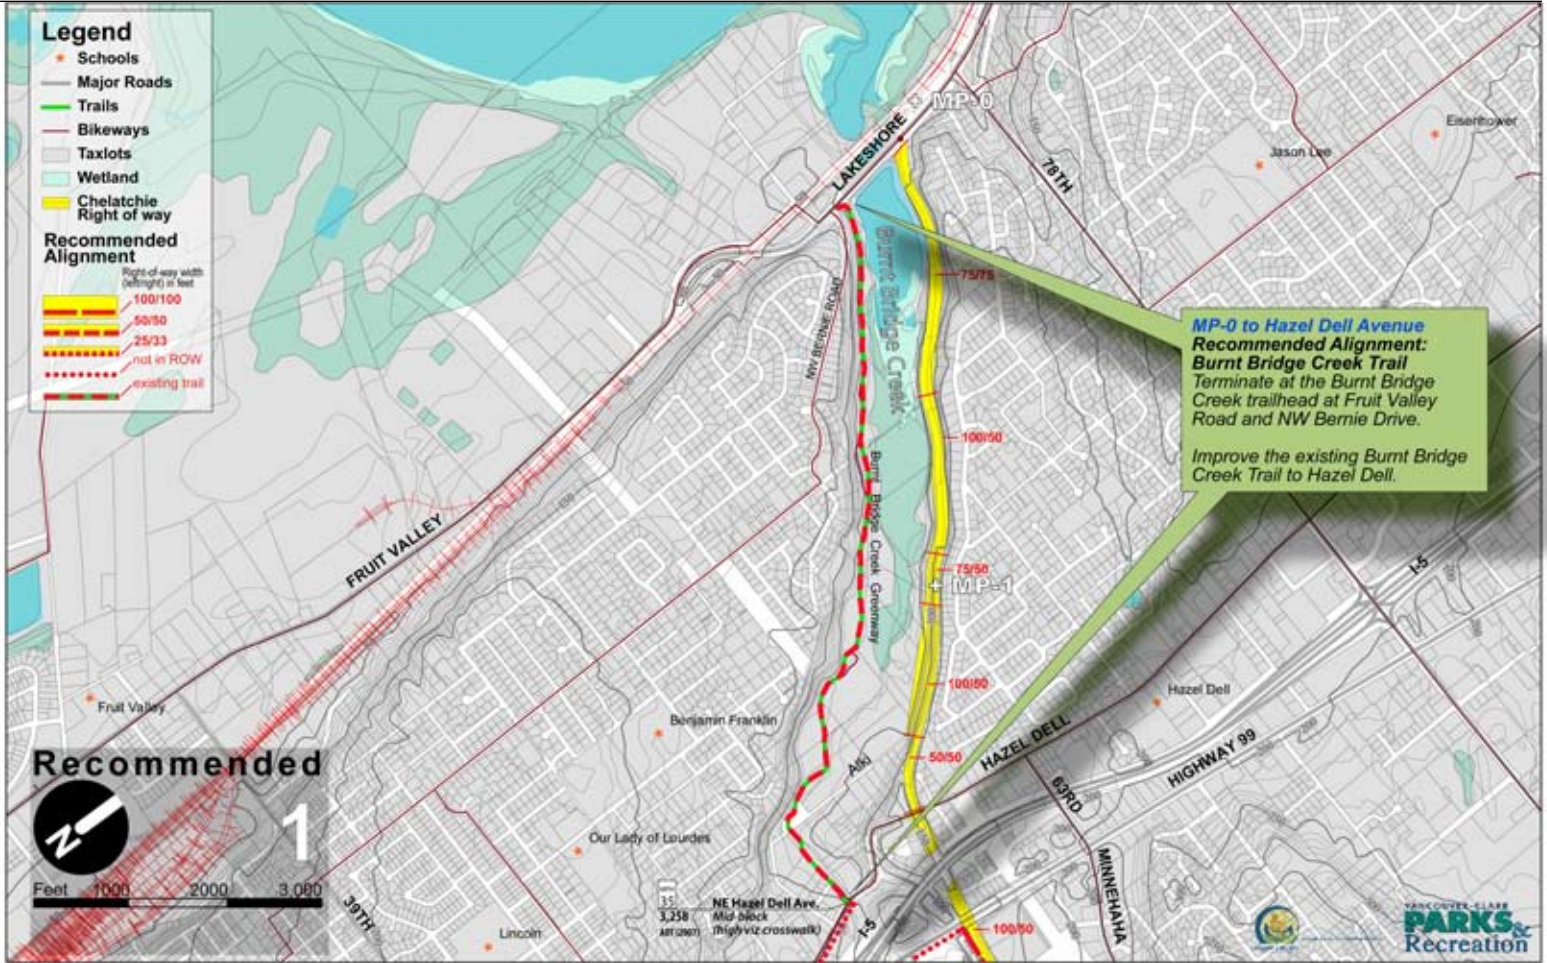 Legend
Schools
Major Roads
Trails
Bikeways
Taxlots
Wetland
Chelatchie
Right of way
Recommended
Alignment
Right-of-way width
(left/right) in feet
100/100
50/50
25/33
not in ROW
existing trail
MP-0
LAKESHORE
78TH
Jason Lee
Eisenhower
Burnt Bridge Creek
75/75
NW BERNIE ROAD
MP-0 to Hazel Dell Avenue
Recommended Alignment:
Burnt Bridge Creek Trail
Terminate at the Burnt Bridge
Creek trailhead at Fruit Valley
Road and NW Bernie Drive.
Improve the existing Burnt Bridge
Creek Trail to Hazel Dell.
100/50
Burnt Bridge Creek Greenway
FRUIT VALLEY
75/50
MP-1
I-5
100/50
Hazel Dell
Fruit Valley
Benjamin Franklin
Alki
50/50
HAZEL DELL
HIGHWAY 99
63RD
MINNEHAHA
Recommended
N
1
Feet 1000 2000 3,000
Our Lady of Lourdes
39TH
Lincoln
35
NE Hazel Dell Ave.
3,258 Mid-block
ADT (2007) (high viz crosswalk)
I-5
100/50
VANCOUVER-CLARK
PARKS &
Recreation